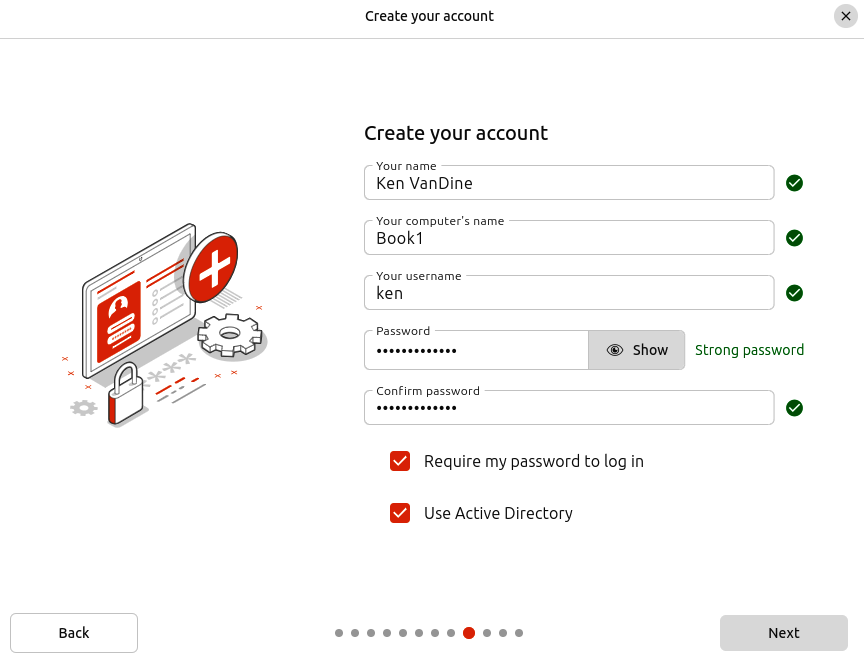 Create your account
Create your account
Your name
Ken VanDine
Your computer's name
Book1
Your username
ken
Password
•••••••••••••
Show
Strong password
Confirm password
•••••••••••••
Require my password to log in
Use Active Directory
Back
Next